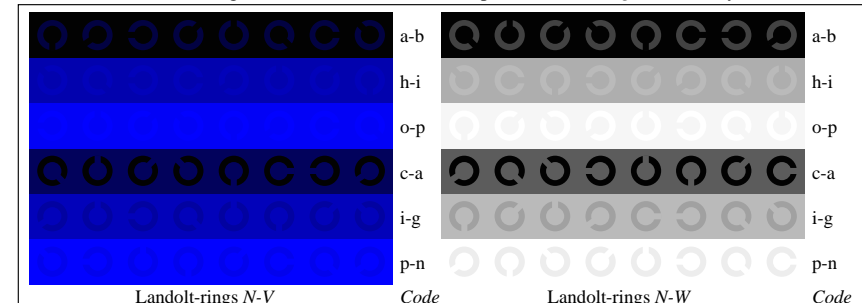 a-b a-b
h-i h-i
o-p o-p
c-a c-a
i-g i-g
p-n p-n
Landolt-rings N-V Code Landolt-rings N-W Code